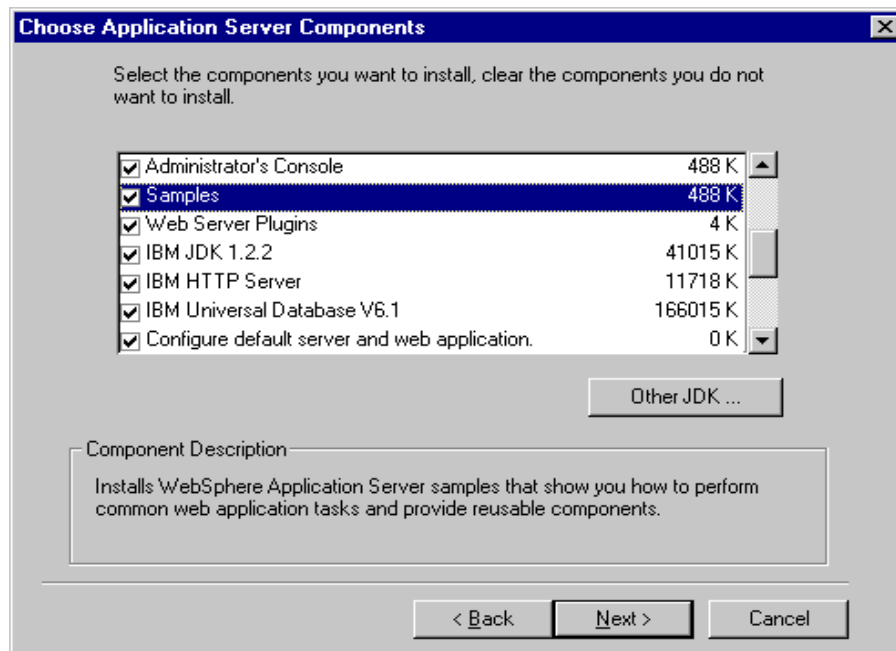 Choose Application Server Components
Select the components you want to install, clear the components you do not
want to install.
Administrator's Console 488 K
Samples 488 K
Web Server Plugins 4 K
IBM JDK 1.2.2 41015 K
IBM HTTP Server 11718 K
IBM Universal Database V6.1 166015 K
Configure default server and web application. 0 K
Other JDK ...
Component Description
Installs WebSphere Application Server samples that show you how to perform
common web application tasks and provide reusable components.
< Back Next > Cancel